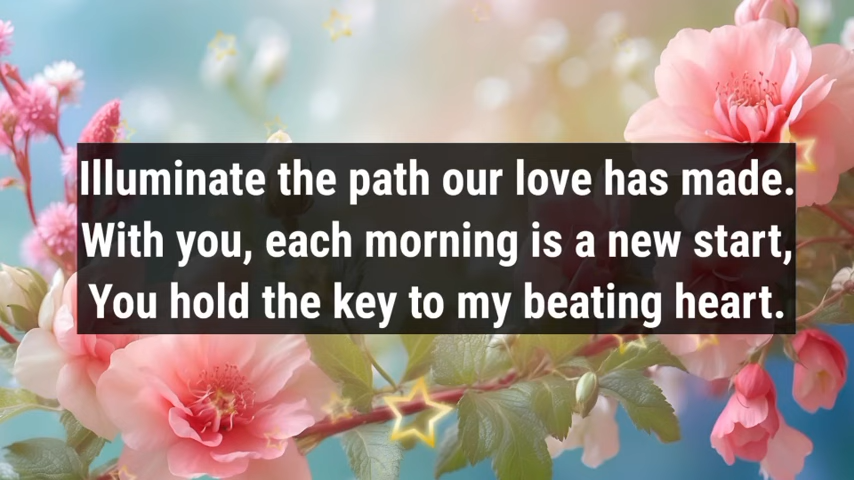 Illuminate the path our love has made.
With you, each morning is a new start,
You hold the key to my beating heart.